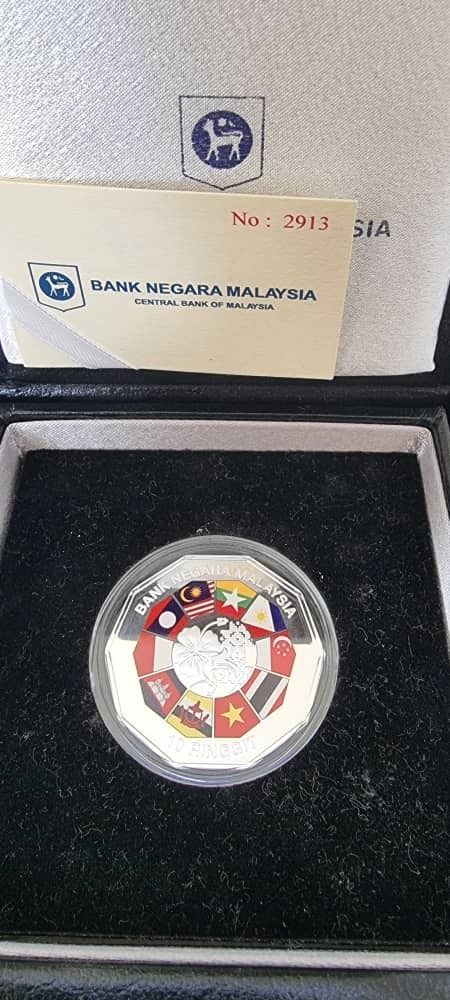 No: 2913
SIA
BANK NEGARA MALAYSIA
CENTRAL BANK OF MALAYSIA
BANK NEGARA MALAYSIA
10 RINGGIT